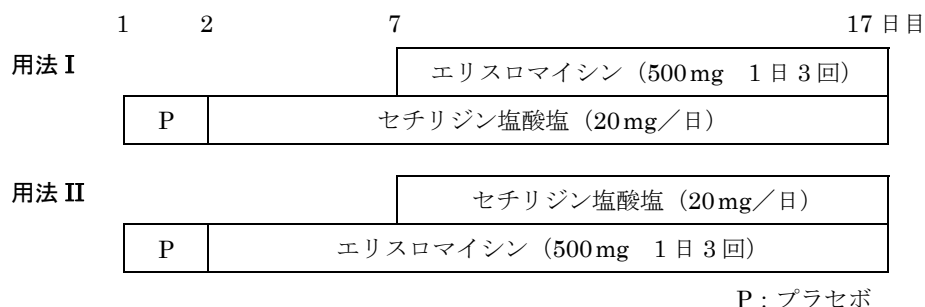 1 2 7 17 日目
用法 I
エリスロマイシン（500mg 1日3回）
P セチリジン塩酸塩（20mg／日）
用法 II
セチリジン塩酸塩（20mg／日）
P エリスロマイシン（500mg 1日3回）
P：プラセボ